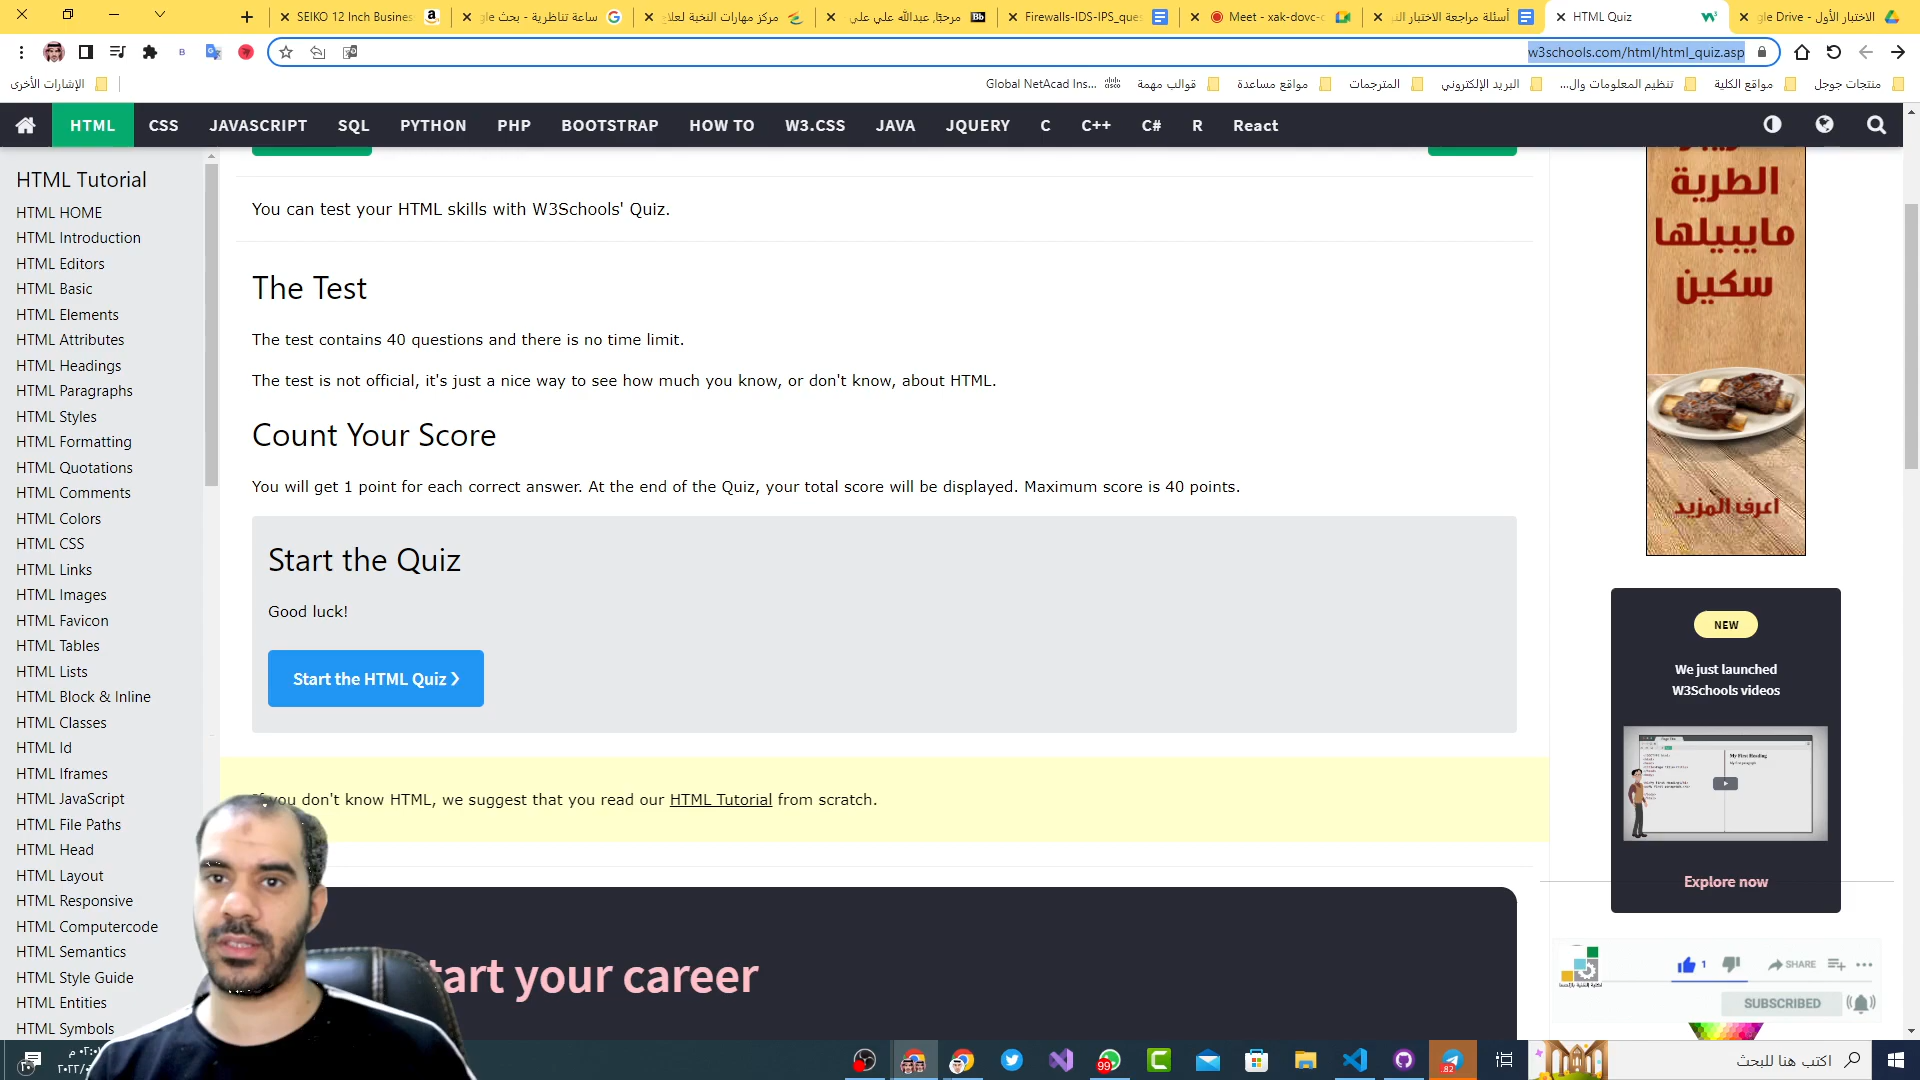 SEIKO 12 Inch Busines
ساعة تناظرية - بحث gle
مركز مهارات النخبة لعلاج
مرحبًا, عبدالله علي علي
Firewalls-IDS-IPS_ques
Meet - xak-dovc-c
أسئلة مراجعة الاختبار الن
HTML Quiz
الاختبار الأول - gle Drive
w3schools.com/html/html_quiz.asp
الإشارات الأخرى
Global NetAcad Ins...
قوالب مهمة
مواقع مساعدة
المترجمات
البريد الإلكتروني
تنظيم المعلومات وال...
مواقع الكلية
منتجات جوجل
HTML CSS JAVASCRIPT SQL PYTHON PHP BOOTSTRAP HOW TO W3.CSS JAVA JQUERY C C++ C# R React
HTML Tutorial
HTML HOME
HTML Introduction
HTML Editors
HTML Basic
HTML Elements
HTML Attributes
HTML Headings
HTML Paragraphs
HTML Styles
HTML Formatting
HTML Quotations
HTML Comments
HTML Colors
HTML CSS
HTML Links
HTML Images
HTML Favicon
HTML Tables
HTML Lists
HTML Block & Inline
HTML Classes
HTML Id
HTML Iframes
HTML JavaScript
HTML File Paths
HTML Head
HTML Layout
HTML Responsive
HTML Computercode
HTML Semantics
HTML Style Guide
HTML Entities
HTML Symbols
You can test your HTML skills with W3Schools' Quiz.
The Test
The test contains 40 questions and there is no time limit.
The test is not official, it's just a nice way to see how much you know, or don't know, about HTML.
Count Your Score
You will get 1 point for each correct answer. At the end of the Quiz, your total score will be displayed. Maximum score is 40 points.
Start the Quiz
Good luck!
Start the HTML Quiz ❯
If you don't know HTML, we suggest that you read our HTML Tutorial from scratch.
tart your career
الطرية
مايبيلها
سكين
اعرف المزيد
NEW
We just launched
W3Schools videos
My First Heading
Explore now
1
SHARE
SUBSCRIBED
99
82
اكتب هنا للبحث